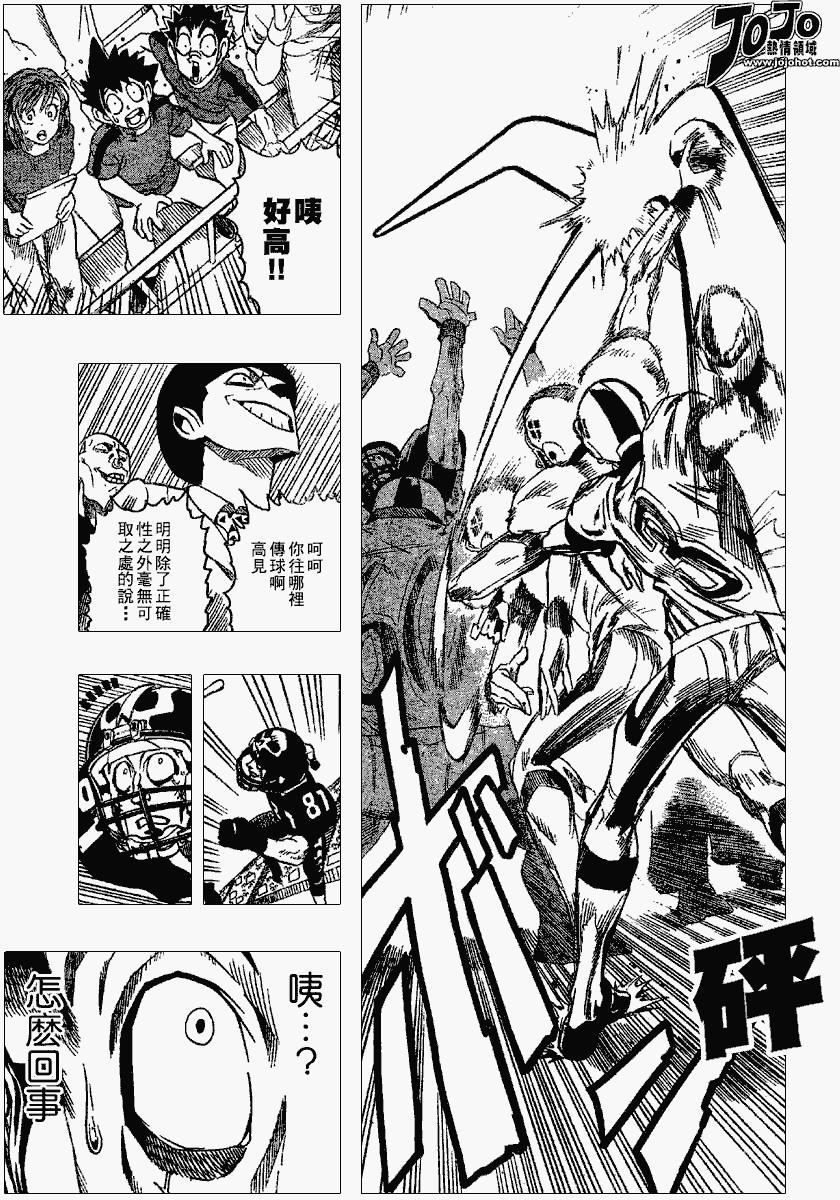 JOJO
熱情領域
www.jojohot.com
砰
咦
好高!!
呵呵
你往哪裡
傳球啊
高見
明明除了正確
性之外毫無可
取之處的說…
81
咦…?
怎麽回事